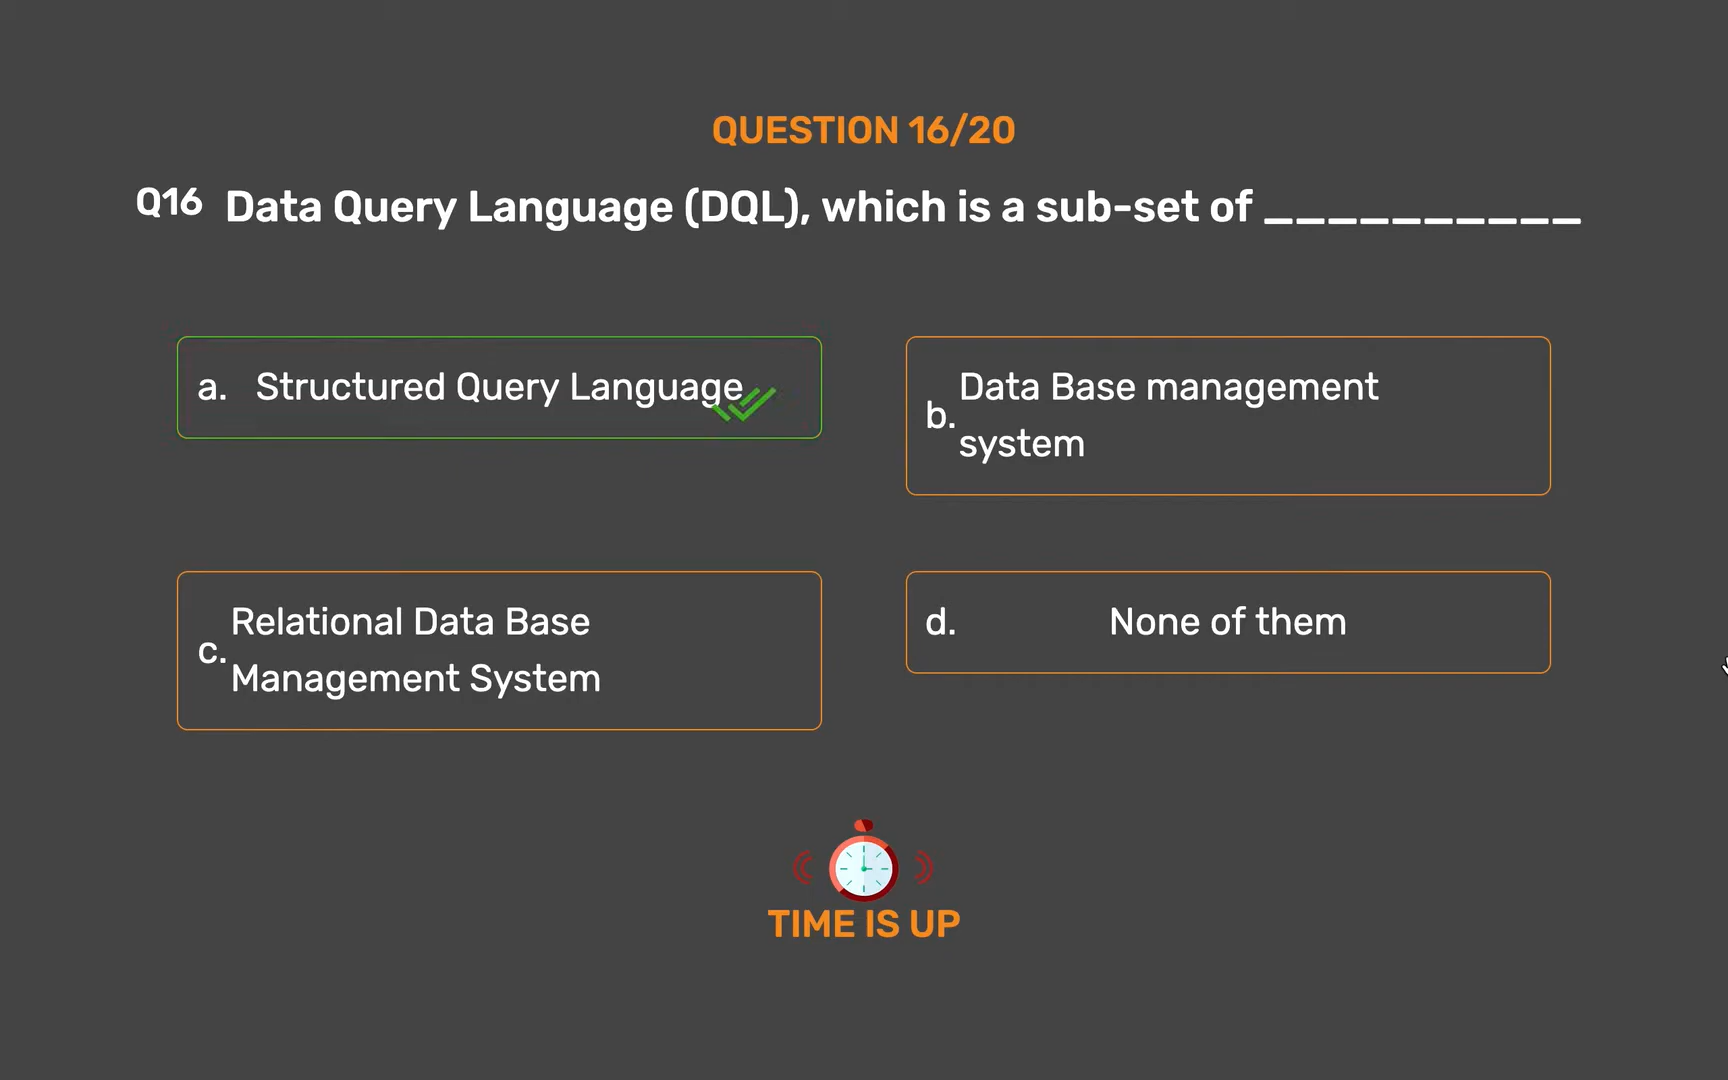 QUESTION 16/20
Q16 Data Query Language (DQL), which is a sub-set of __________
a. Structured Query Language
b. Data Base management
system
c. Relational Data Base
Management System
d. None of them
TIME IS UP